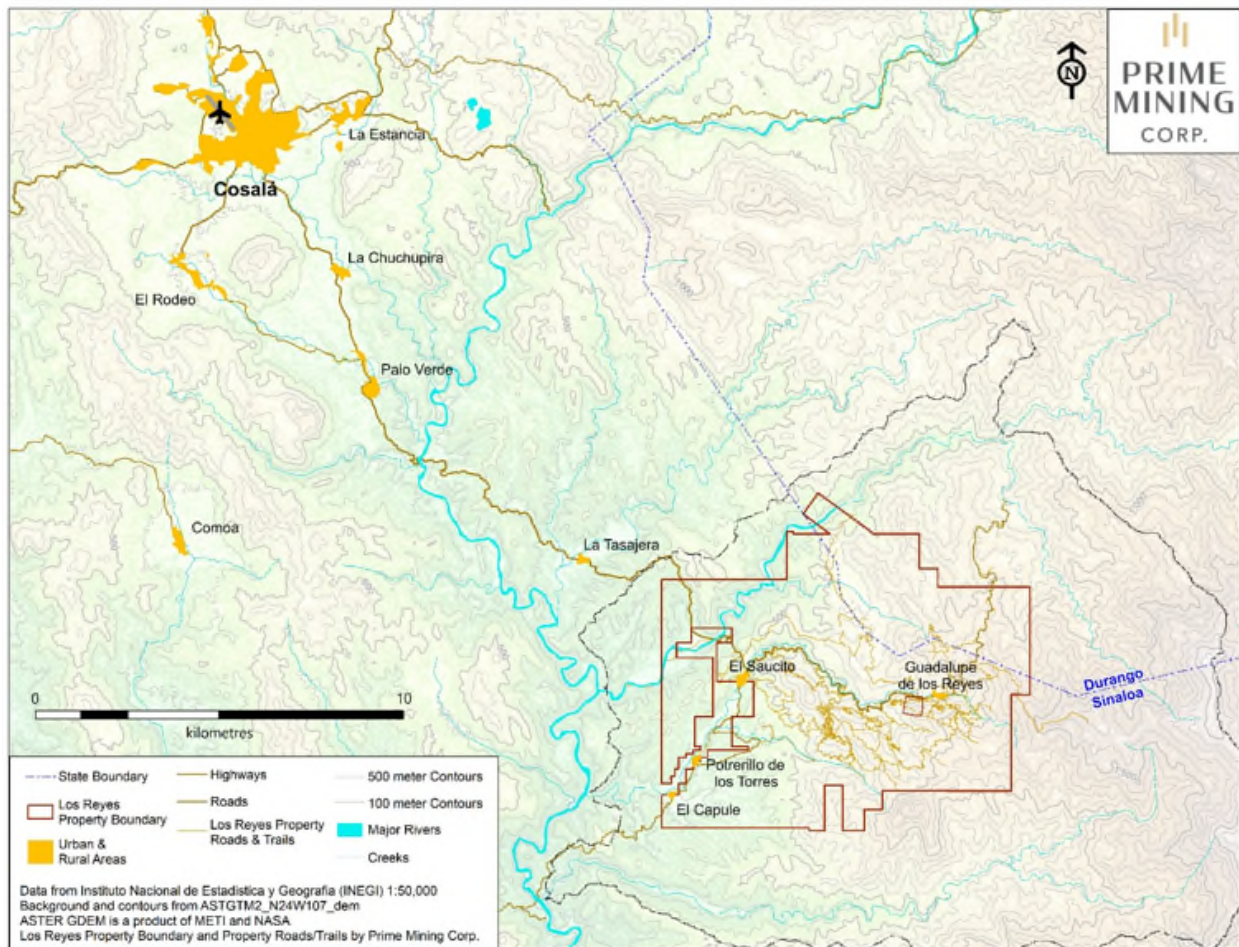 PRIME
MINING
CORP.
N
La Estancia
Cosalá
La Chuchupira
El Rodeo
Palo Verde
Comoa
La Tasajera
El Saucito
Guadalupe
de los Reyes
Durango
Sinaloa
Potrerillo de
los Torres
El Capule
0 10
kilometres
State Boundary
Los Reyes
Property Boundary
Urban &
Rural Areas
Highways
Roads
Los Reyes Property
Roads & Trails
500 meter Contours
100 meter Contours
Major Rivers
Creeks
Data from Instituto Nacional de Estadistica y Geografia (INEGI) 1:50,000
Background and contours from ASTGTM2_N24W107_dem
ASTER GDEM is a product of METI and NASA
Los Reyes Property Boundary and Property Roads/Trails by Prime Mining Corp.